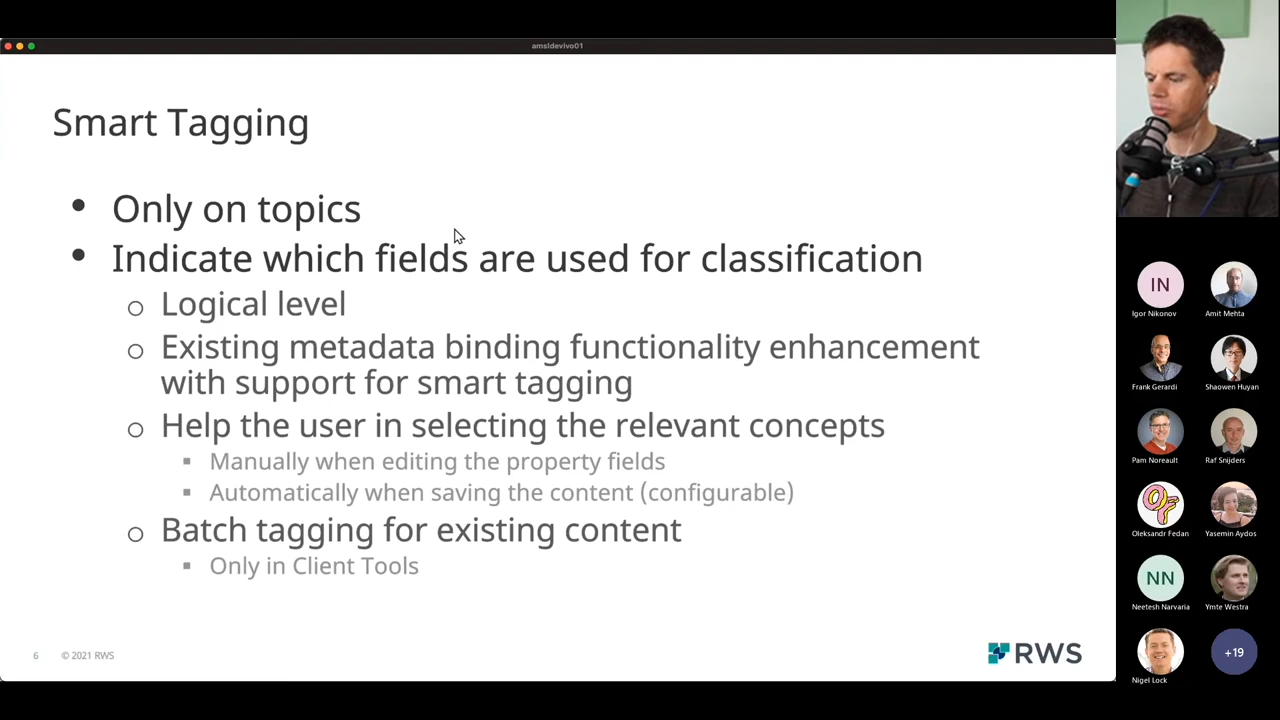 amsldevivo01
Smart Tagging
• Only on topics
• Indicate which fields are used for classification
o Logical level
o Existing metadata binding functionality enhancement
with support for smart tagging
o Help the user in selecting the relevant concepts
▪ Manually when editing the property fields
▪ Automatically when saving the content (configurable)
o Batch tagging for existing content
▪ Only in Client Tools
6 © 2021 RWS
RWS
IN
Igor Nikonov
Amit Mehta
Frank Gerardi
Shaowen Huyan
Pam Noreault
Raf Snijders
OF
Oleksandr Fedan
Yasemin Aydos
NN
Neetesh Narvaria
Ymte Westra
+19
Nigel Lock